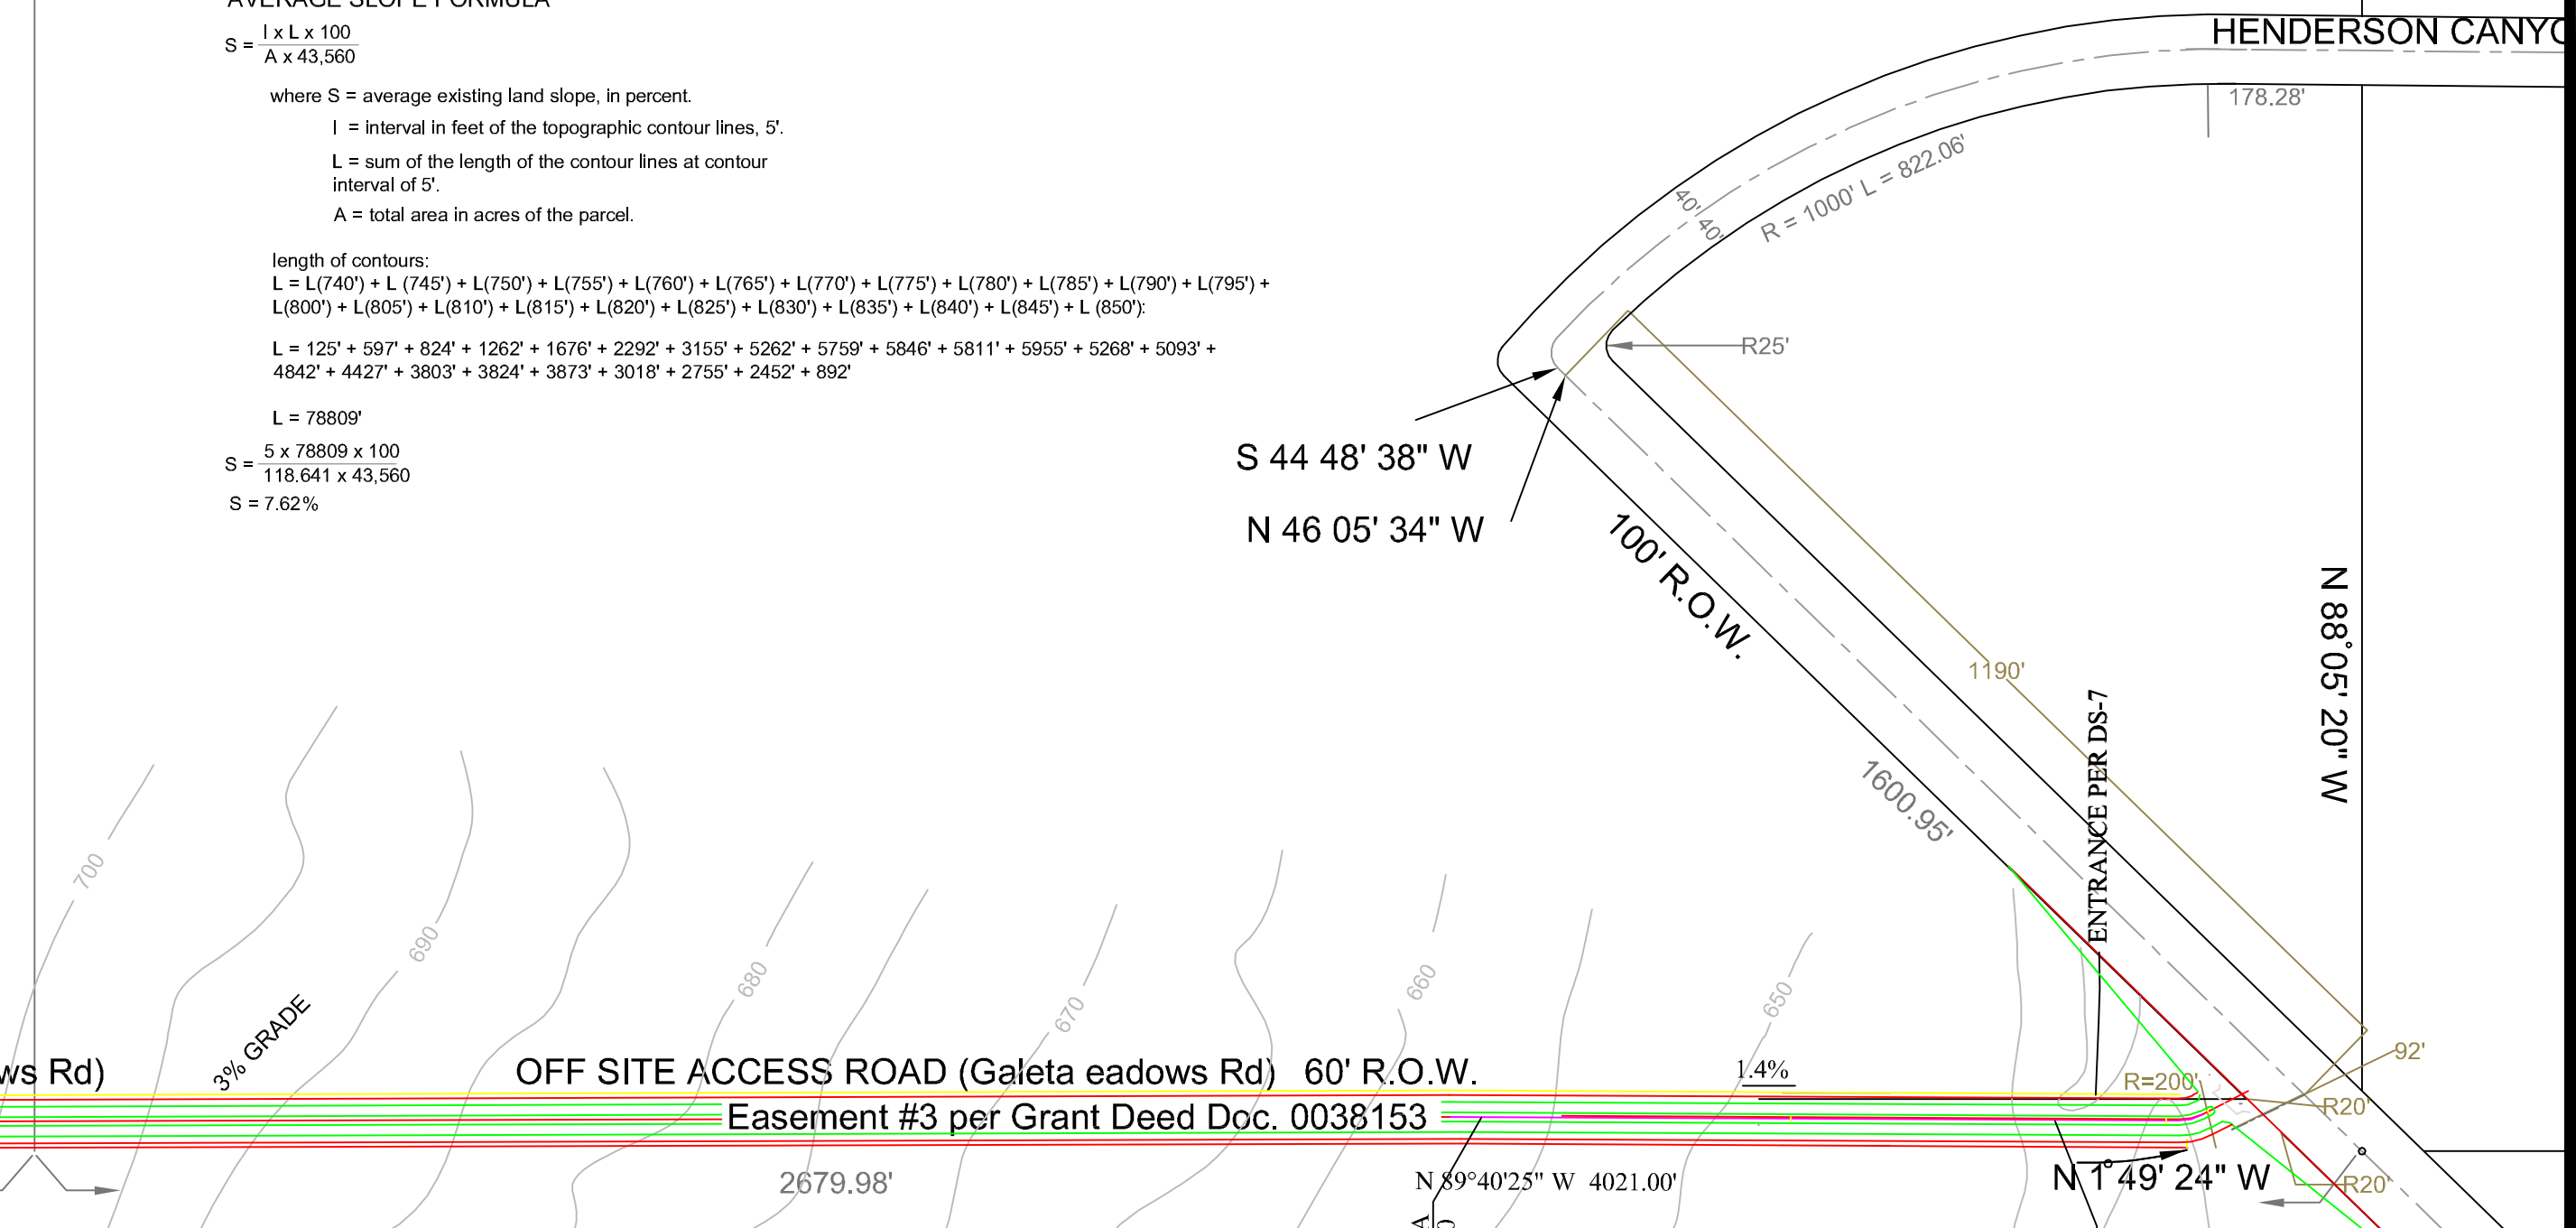 AVERAGE SLOPE FORMULA
S = I x L x 100
A x 43,560
where S = average existing land slope, in percent.
I = interval in feet of the topographic contour lines, 5'.
L = sum of the length of the contour lines at contour
interval of 5'.
A = total area in acres of the parcel.
length of contours:
L = L(740') + L (745') + L(750') + L(755') + L(760') + L(765') + L(770') + L(775') + L(780') + L(785') + L(790') + L(795') +
L(800') + L(805') + L(810') + L(815') + L(820') + L(825') + L(830') + L(835') + L(840') + L(845') + L (850'):
L = 125' + 597' + 824' + 1262' + 1676' + 2292' + 3155' + 5262' + 5759' + 5846' + 5811' + 5955' + 5268' + 5093' +
4842' + 4427' + 3803' + 3824' + 3873' + 3018' + 2755' + 2452' + 892'
L = 78809'
S = 5 x 78809 x 100
118.641 x 43,560
S = 7.62%
HENDERSON CANYO
178.28'
R = 1000' L = 822.06'
40' 40'
R25'
S 44 48' 38" W
N 46 05' 34" W
100' R.O.W.
1190'
N 88°05' 20" W
ENTRANCE PER DS-7
1600.95'
700
690
680
670
660
650
3% GRADE
ws Rd)
OFF SITE ACCESS ROAD (Galeta eadows Rd) 60' R.O.W.
1.4%
92'
R=200'
R20'
Easement #3 per Grant Deed Doc. 0038153
2679.98'
N 89°40'25" W 4021.00'
N 1°49' 24" W
R20'